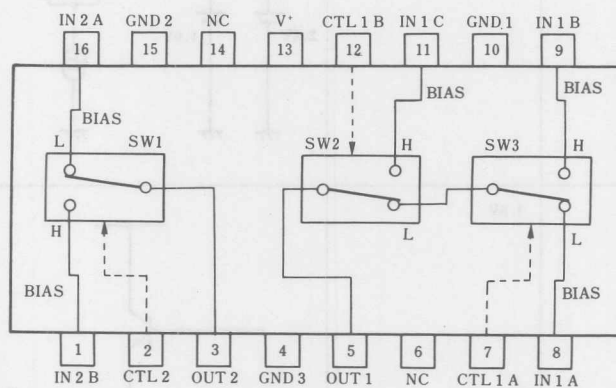 IN 2 A GND 2 NC V+ CTL 1 B IN 1 C GND 1 IN 1 B
16 15 14 13 12 11 10 9
BIAS BIAS BIAS
L SW1 SW2 H SW3 H
H L L
BIAS BIAS
1 2 3 4 5 6 7 8
IN 2 B CTL 2 OUT 2 GND 3 OUT 1 NC CTL 1 A IN 1 A